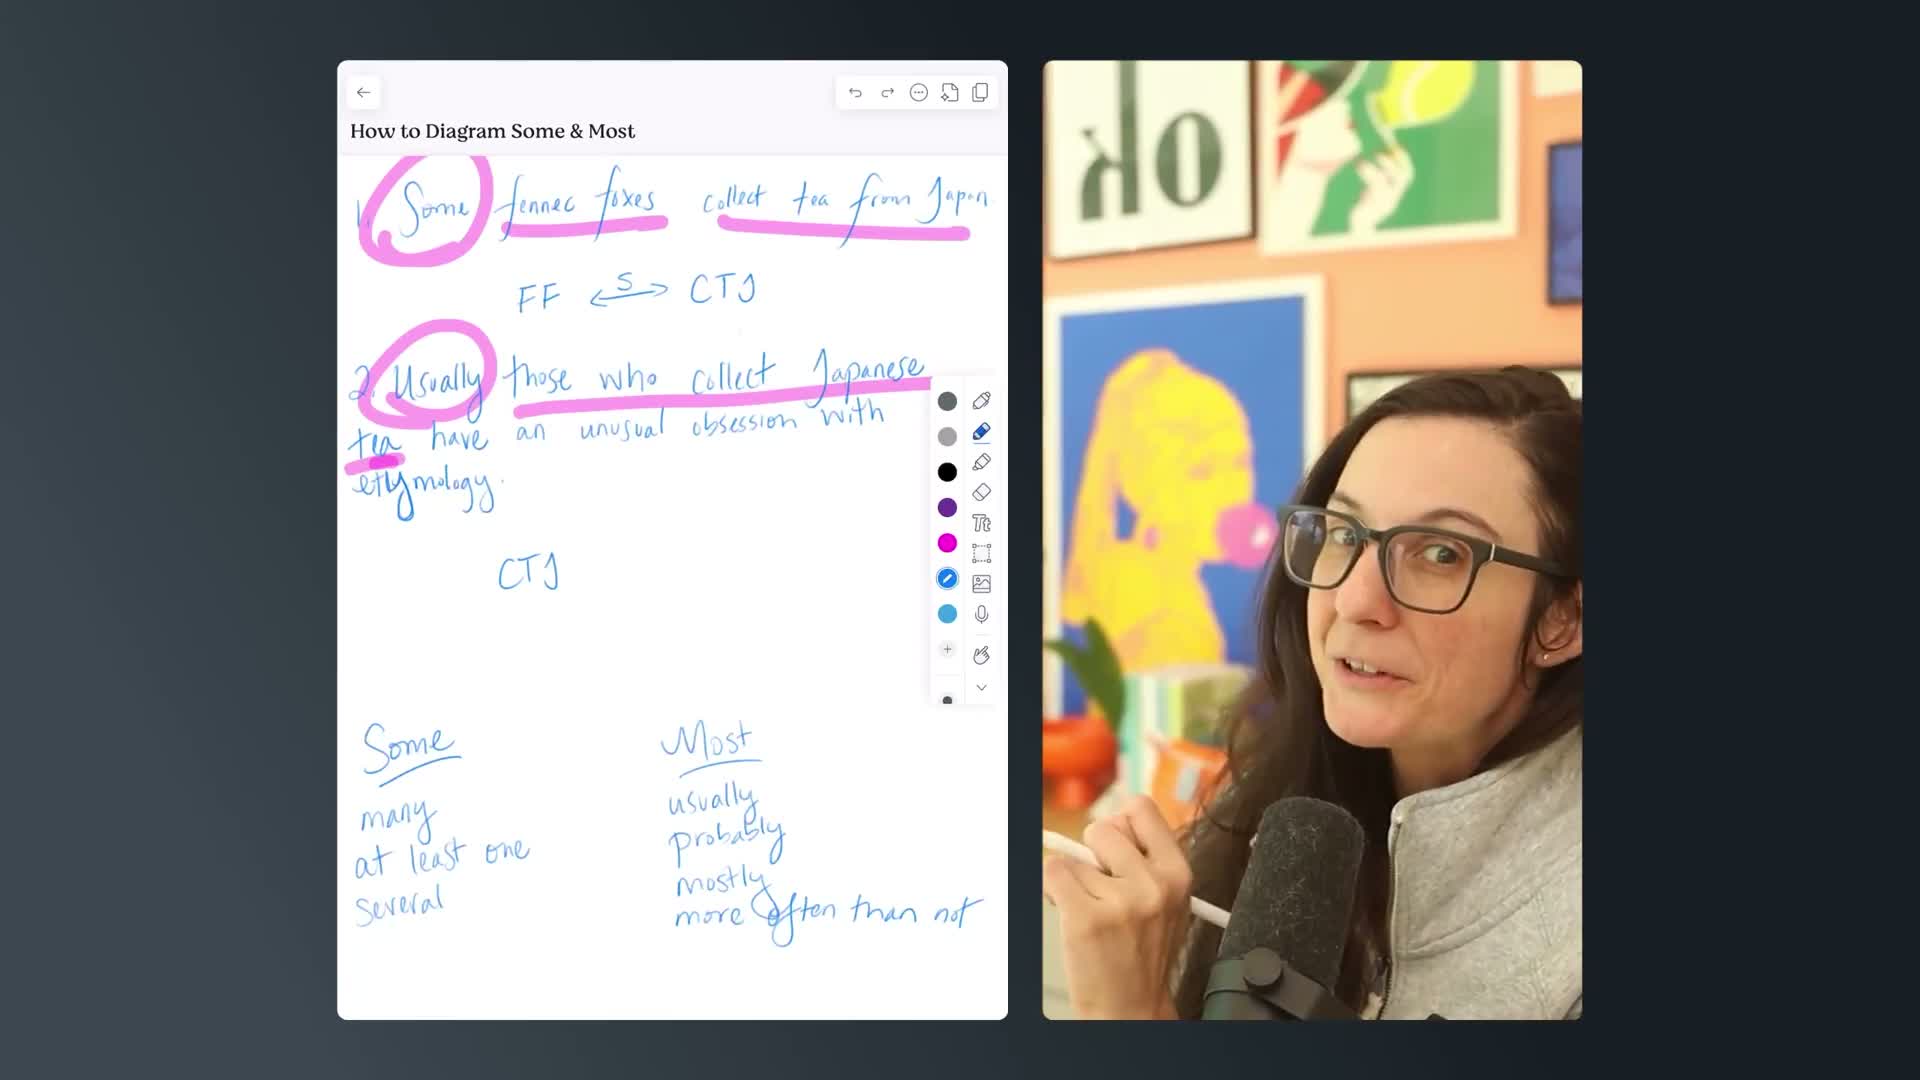 How to Diagram Some & Most
1. Some fennec foxes collect tea from Japan.
FF S CTJ
2. Usually those who collect Japanese
tea have an unusual obsession with
etymology.
CTJ
Tt
Some
many
at least one
several
Most
usually
probably
mostly
more often than not
ok